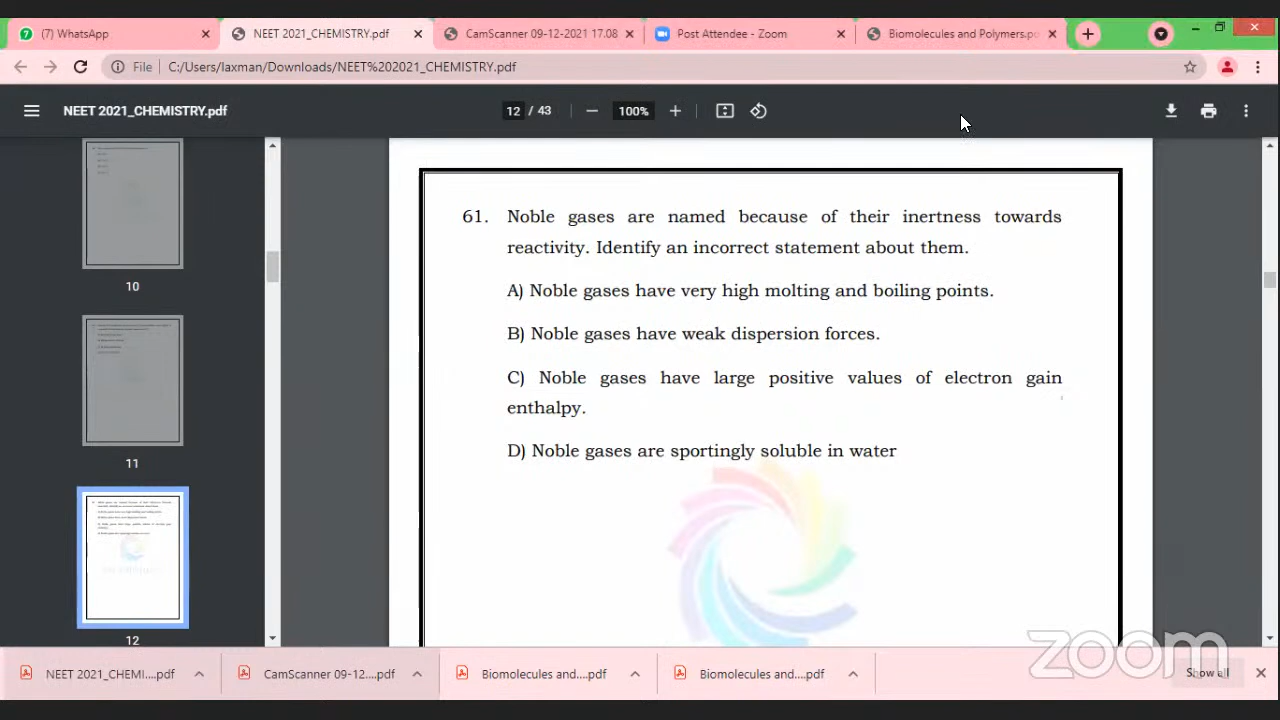 (7) WhatsApp
NEET 2021_CHEMISTRY.pdf
CamScanner 09-12-2021 17.08
Post Attendee - Zoom
Biomolecules and Polymers.p
File
C:/Users/laxman/Downloads/NEET%202021_CHEMISTRY.pdf
NEET 2021_CHEMISTRY.pdf
12 / 43
100%
10
11
12
61. Noble gases are named because of their inertness towards
reactivity. Identify an incorrect statement about them.
A) Noble gases have very high molting and boiling points.
B) Noble gases have weak dispersion forces.
C) Noble gases have large positive values of electron gain
enthalpy.
D) Noble gases are sportingly soluble in water
zoom
NEET 2021_CHEMI....pdf
CamScanner 09-12....pdf
Biomolecules and....pdf
Biomolecules and....pdf
Show all